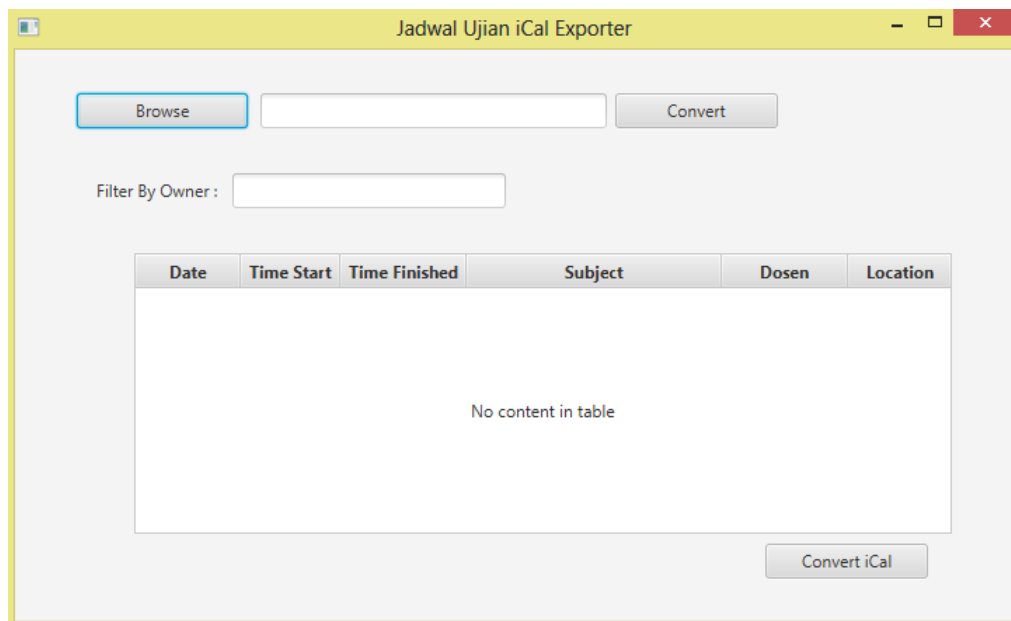 Jadwal Ujian iCal Exporter
Browse Convert
Filter By Owner :
Date Time Start Time Finished Subject Dosen Location
No content in table
Convert iCal